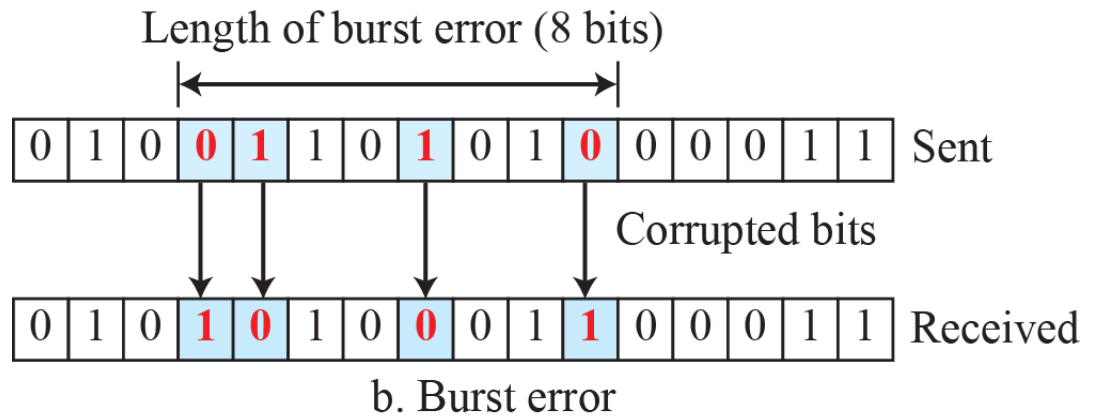 Length of burst error (8 bits)
0 1 0 0 1 1 0 1 0 1 0 0 0 0 1 1 Sent
Corrupted bits
0 1 0 1 0 1 0 0 0 1 1 0 0 0 1 1 Received
b. Burst error